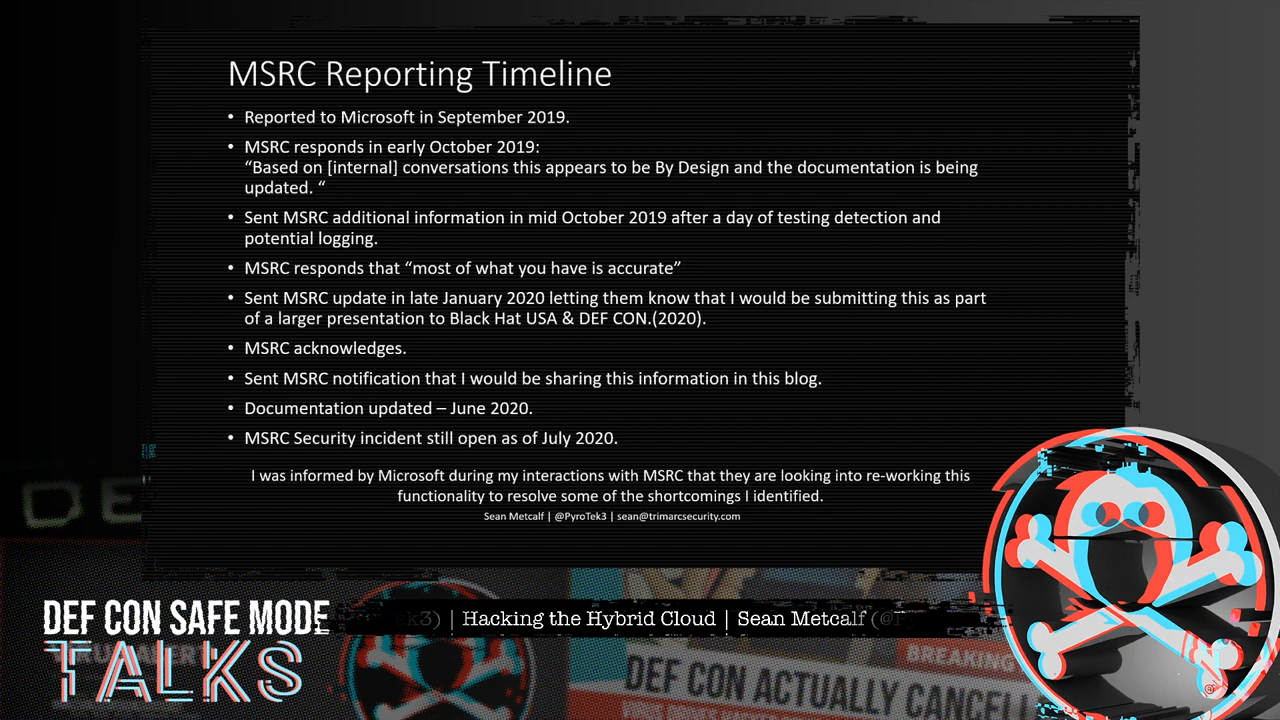 MSRC Reporting Timeline
• Reported to Microsoft in September 2019.
• MSRC responds in early October 2019:
“Based on [internal] conversations this appears to be By Design and the documentation is being
updated. “
• Sent MSRC additional information in mid October 2019 after a day of testing detection and
potential logging.
• MSRC responds that “most of what you have is accurate”
• Sent MSRC update in late January 2020 letting them know that I would be submitting this as part
of a larger presentation to Black Hat USA & DEF CON.(2020).
• MSRC acknowledges.
• Sent MSRC notification that I would be sharing this information in this blog.
• Documentation updated – June 2020.
• MSRC Security incident still open as of July 2020.
I was informed by Microsoft during my interactions with MSRC that they are looking into re-working this
functionality to resolve some of the shortcomings I identified.
Sean Metcalf | @PyroTek3 | sean@trimarcsecurity.com
DEF CON SAFE MODE
TALKS
ek3) | Hacking the Hybrid Cloud | Sean Metcalf (@P
BREAKING
DEF CON ACTUALLY CANCELL